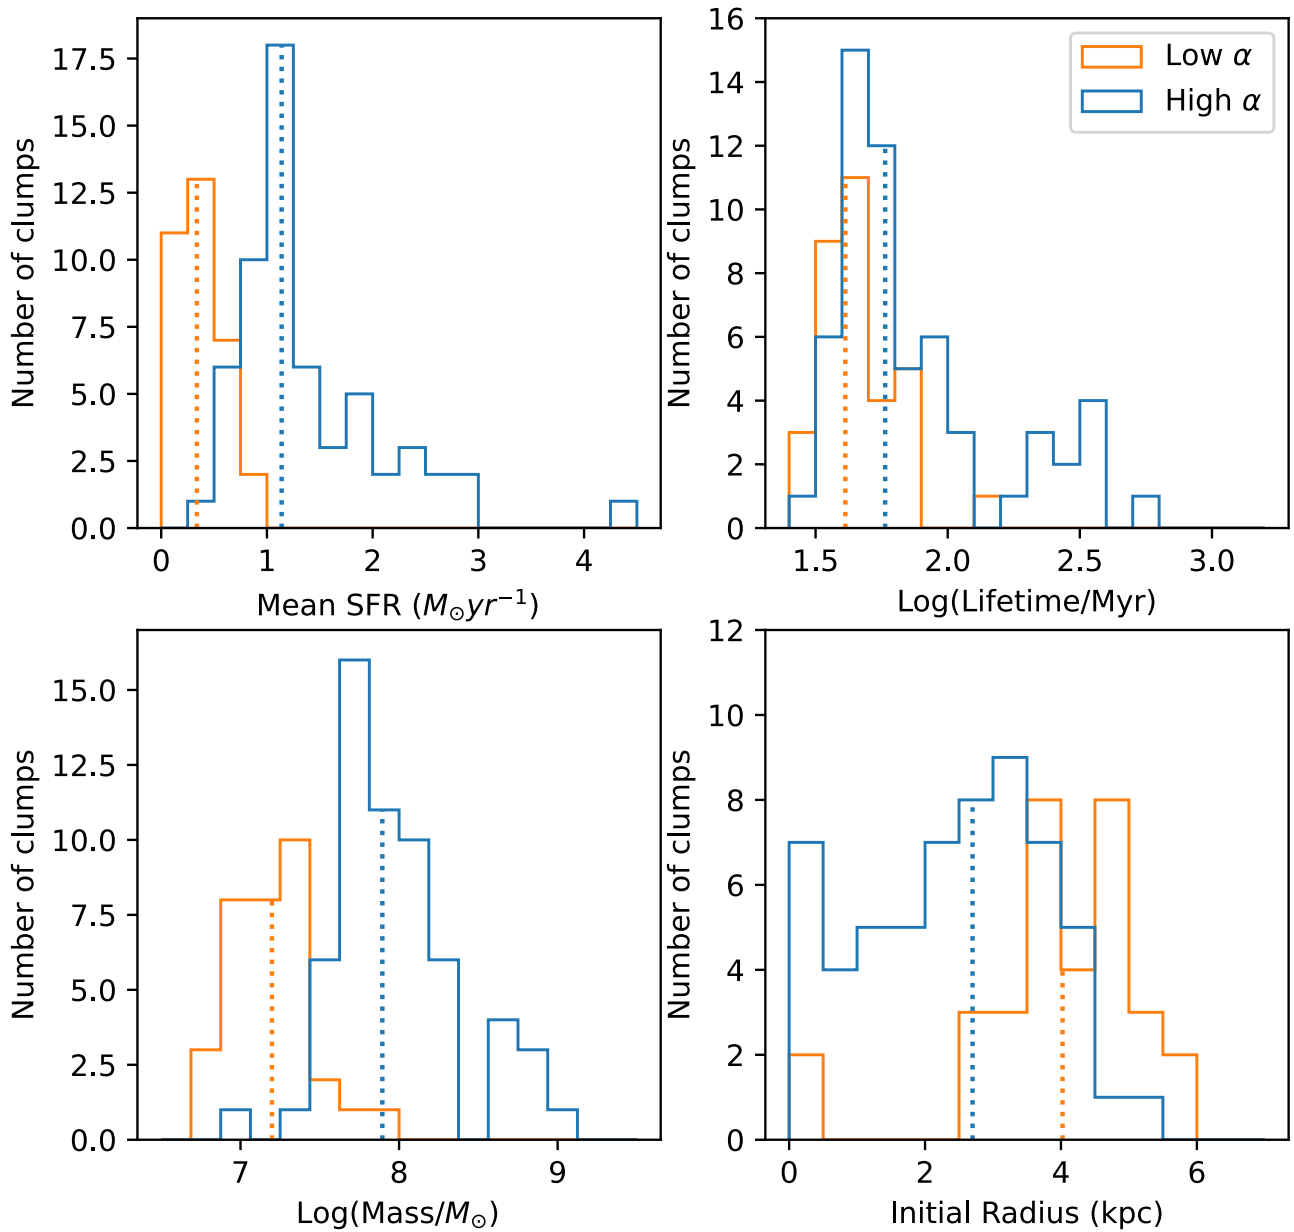 17.5
15.0
12.5
10.0
7.5
5.0
2.5
0.0
Number of clumps
0 1 2 3 4
Mean SFR (M⊙yr⁻¹)
16
14
12
10
8
6
4
2
0
Number of clumps
Low α
High α
1.5 2.0 2.5 3.0
Log(Lifetime/Myr)
15.0
12.5
10.0
7.5
5.0
2.5
0.0
Number of clumps
7 8 9
Log(Mass/M⊙)
12
10
8
6
4
2
0
Number of clumps
0 2 4 6
Initial Radius (kpc)